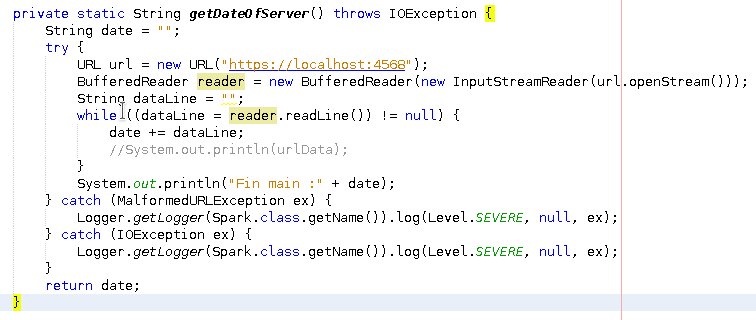 private static String getDateOfServer() throws IOException {
    String date = "";
    try {
        URL url = new URL("https://localhost:4568");
        BufferedReader reader = new BufferedReader(new InputStreamReader(url.openStream()));
        String dataLine = "";
        while ((dataLine = reader.readLine()) != null) {
            date += dataLine;
            //System.out.println(urlData);
        }
        System.out.println("Fin main :" + date);
    } catch (MalformedURLException ex) {
        Logger.getLogger(Spark.class.getName()).log(Level.SEVERE, null, ex);
    } catch (IOException ex) {
        Logger.getLogger(Spark.class.getName()).log(Level.SEVERE, null, ex);
    }
    return date;
}